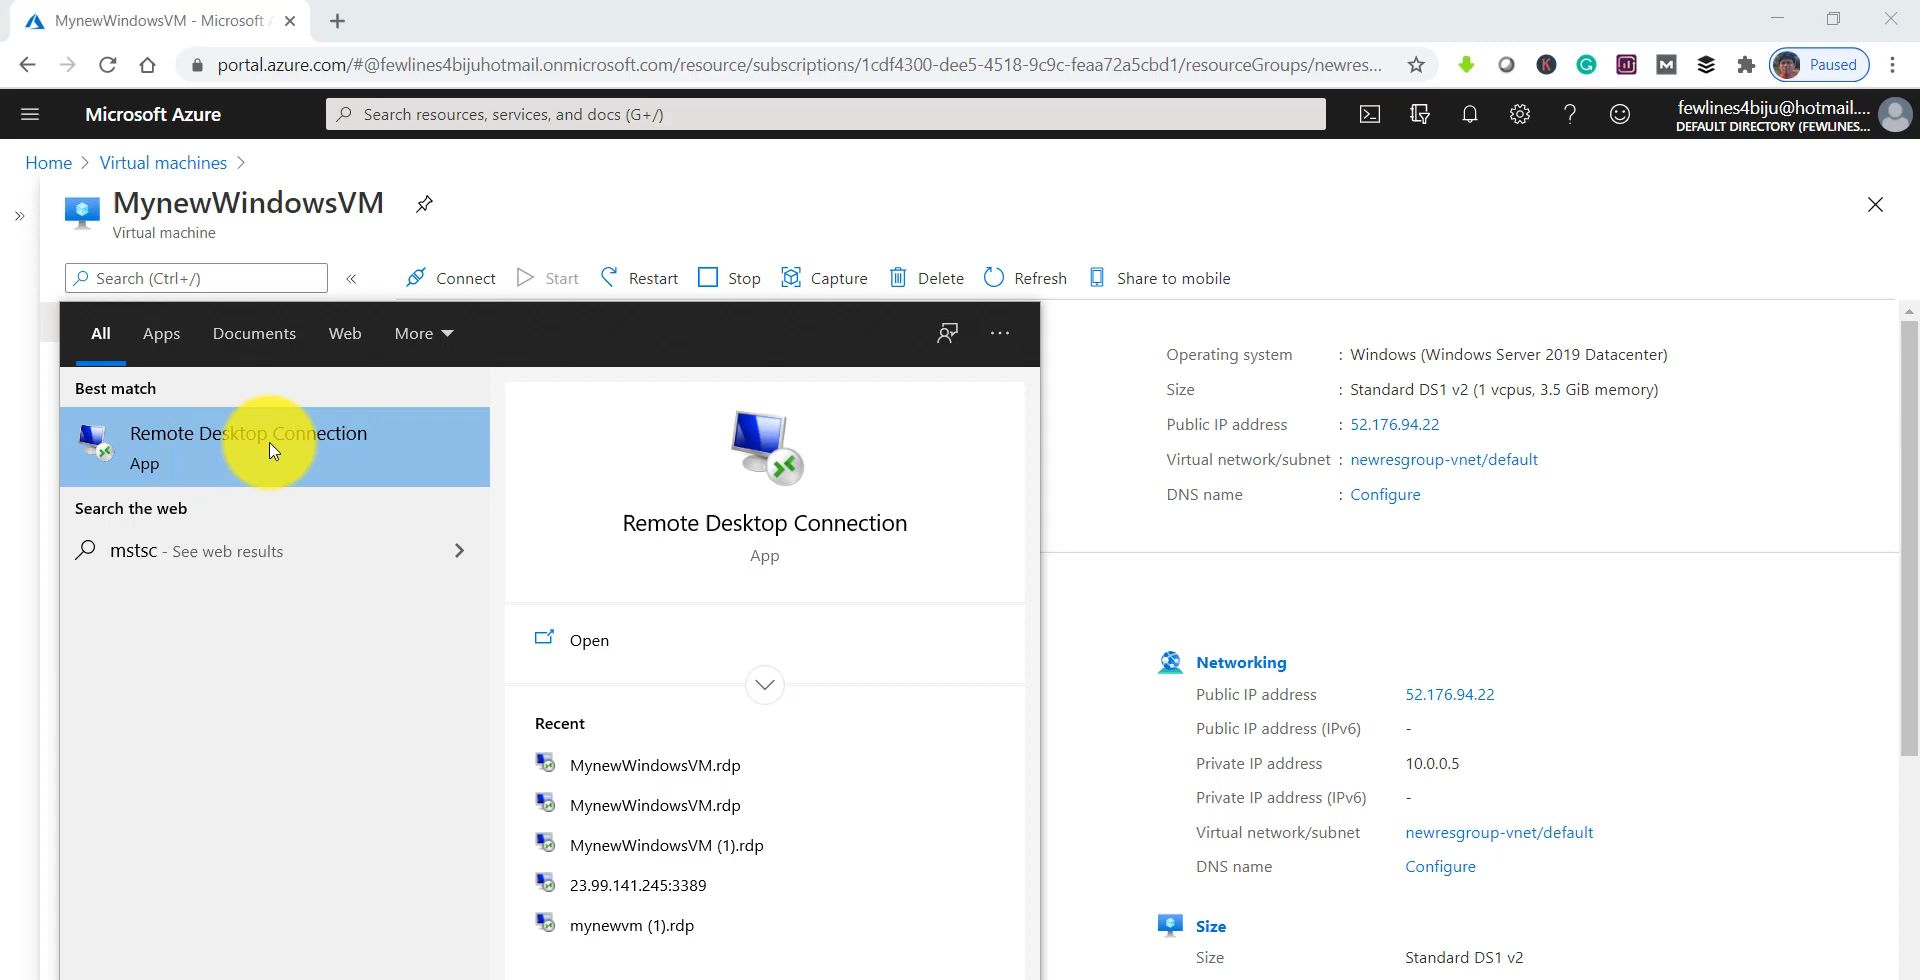 MynewWindowsVM - Microsoft A
portal.azure.com/#@fewlines4bijuhotmail.onmicrosoft.com/resource/subscriptions/1cdf4300-dee5-4518-9c9c-feaa72a5cbd1/resourceGroups/newres...
Paused
Microsoft Azure
Search resources, services, and docs (G+/)
fewlines4biju@hotmail....
DEFAULT DIRECTORY (FEWLINES...
Home > Virtual machines >
MynewWindowsVM
Virtual machine
Search (Ctrl+/)
Connect
Start
Restart
Stop
Capture
Delete
Refresh
Share to mobile
All
Apps
Documents
Web
More
Best match
Remote Desktop Connection
App
Search the web
mstsc - See web results
Remote Desktop Connection
App
Open
Recent
MynewWindowsVM.rdp
MynewWindowsVM.rdp
MynewWindowsVM (1).rdp
23.99.141.245:3389
mynewvm (1).rdp
Operating system : Windows (Windows Server 2019 Datacenter)
Size : Standard DS1 v2 (1 vcpus, 3.5 GiB memory)
Public IP address : 52.176.94.22
Virtual network/subnet : newresgroup-vnet/default
DNS name : Configure
Networking
Public IP address 52.176.94.22
Public IP address (IPv6) -
Private IP address 10.0.0.5
Private IP address (IPv6) -
Virtual network/subnet newresgroup-vnet/default
DNS name Configure
Size
Size Standard DS1 v2